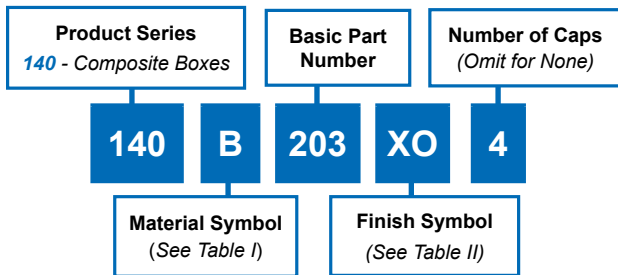 Product Series
140 - Composite Boxes
Basic Part
Number
Number of Caps
(Omit for None)
140 B 203 XO 4
Material Symbol
(See Table I)
Finish Symbol
(See Table II)